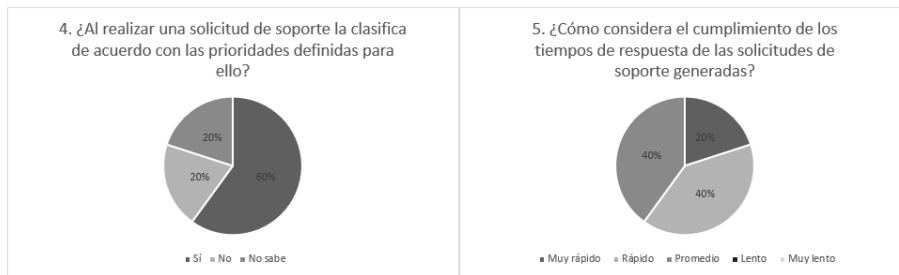 4. ¿Al realizar una solicitud de soporte la clasifica
de acuerdo con las prioridades definidas para
ello?
20%
20%
60%
Sí No No sabe
5. ¿Cómo considera el cumplimiento de los
tiempos de respuesta de las solicitudes de
soporte generadas?
20%
40%
40%
Muy rápido Rápido Promedio Lento Muy lento